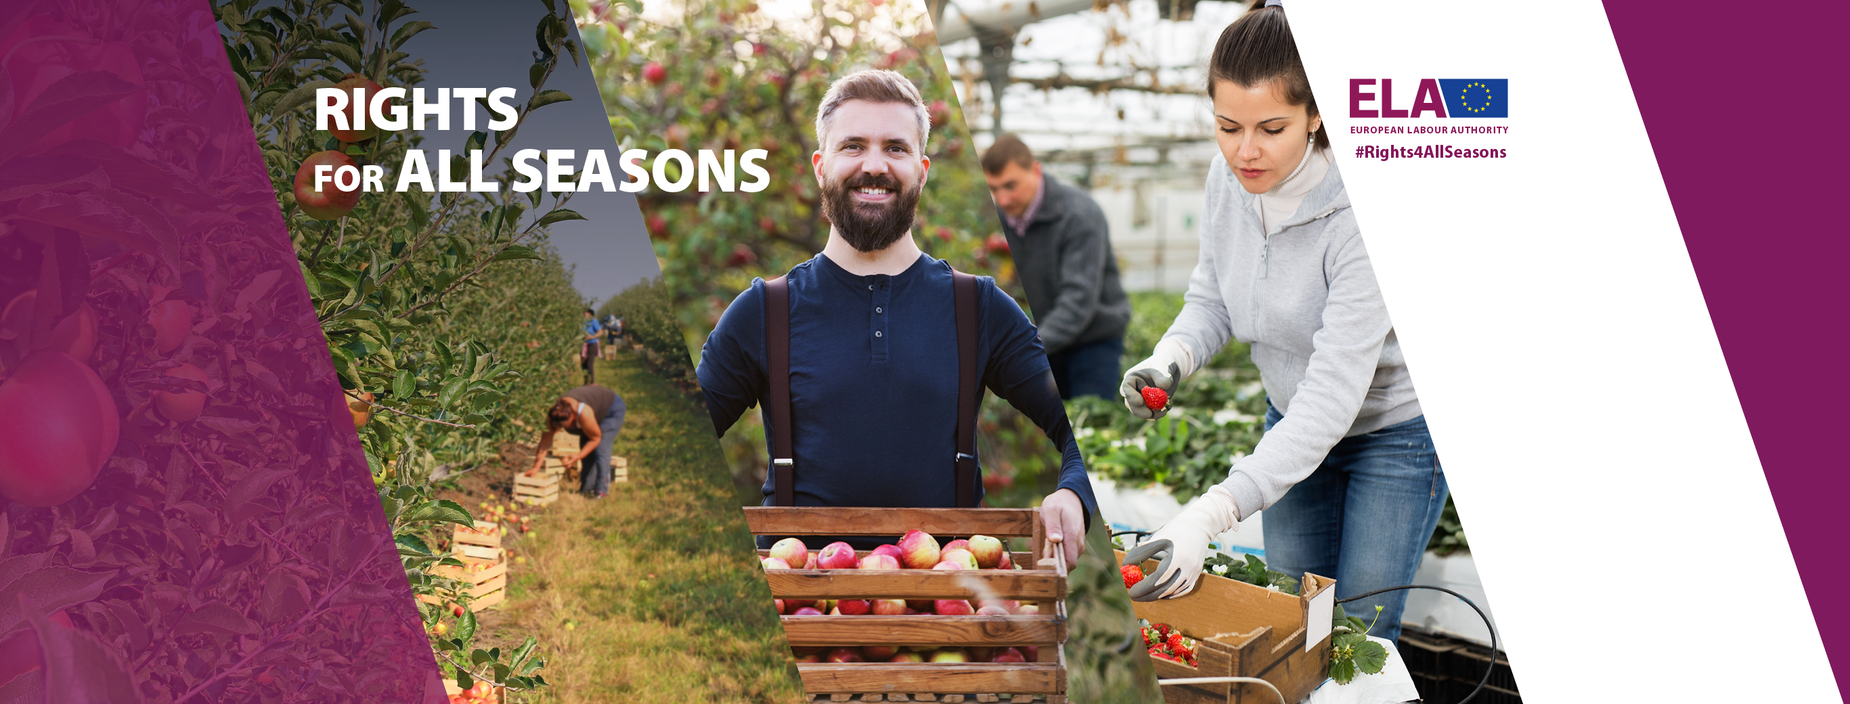 RIGHTS
FOR ALL SEASONS
ELA
EUROPEAN LABOUR AUTHORITY
#Rights4AllSeasons